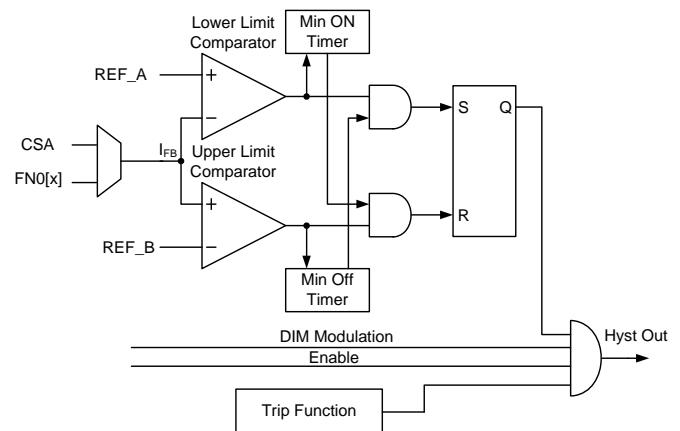 Lower Limit
Comparator
Min ON
Timer
REF_A
+
−
S
Q
CSA
IFB
Upper Limit
Comparator
FN0[x]
+
R
REF_B
−
Min Off
Timer
DIM Modulation
Hyst Out
Enable
Trip Function